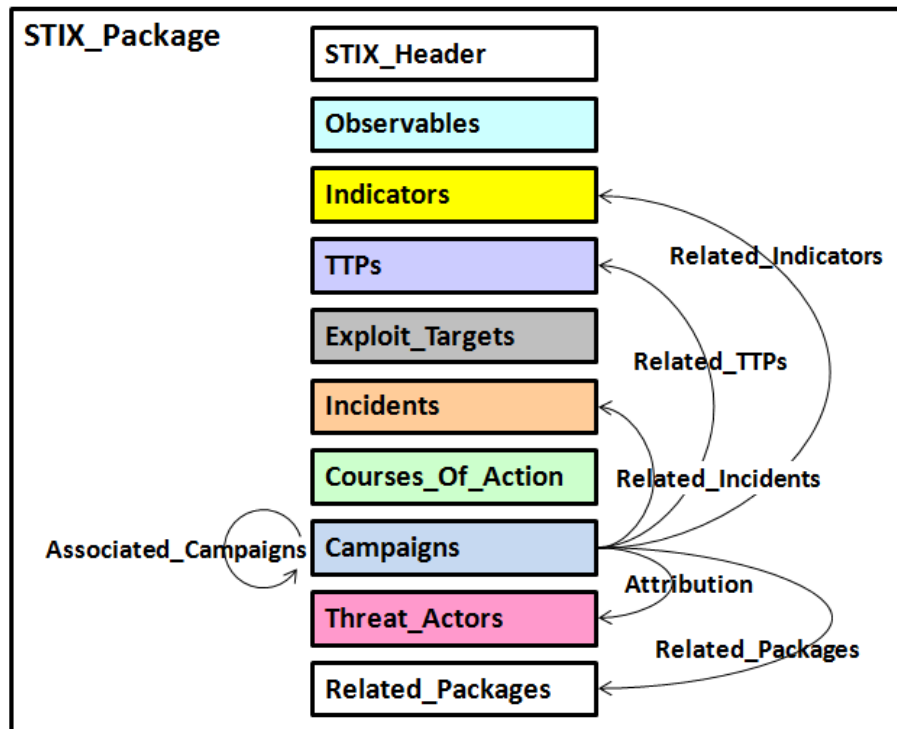 STIX_Package
STIX_Header
Observables
Indicators
Related_Indicators
TTPs
Exploit_Targets
Related_TTPs
Incidents
Courses_Of_Action
Related_Incidents
Associated_Campaigns
Campaigns
Attribution
Threat_Actors
Related_Packages
Related_Packages